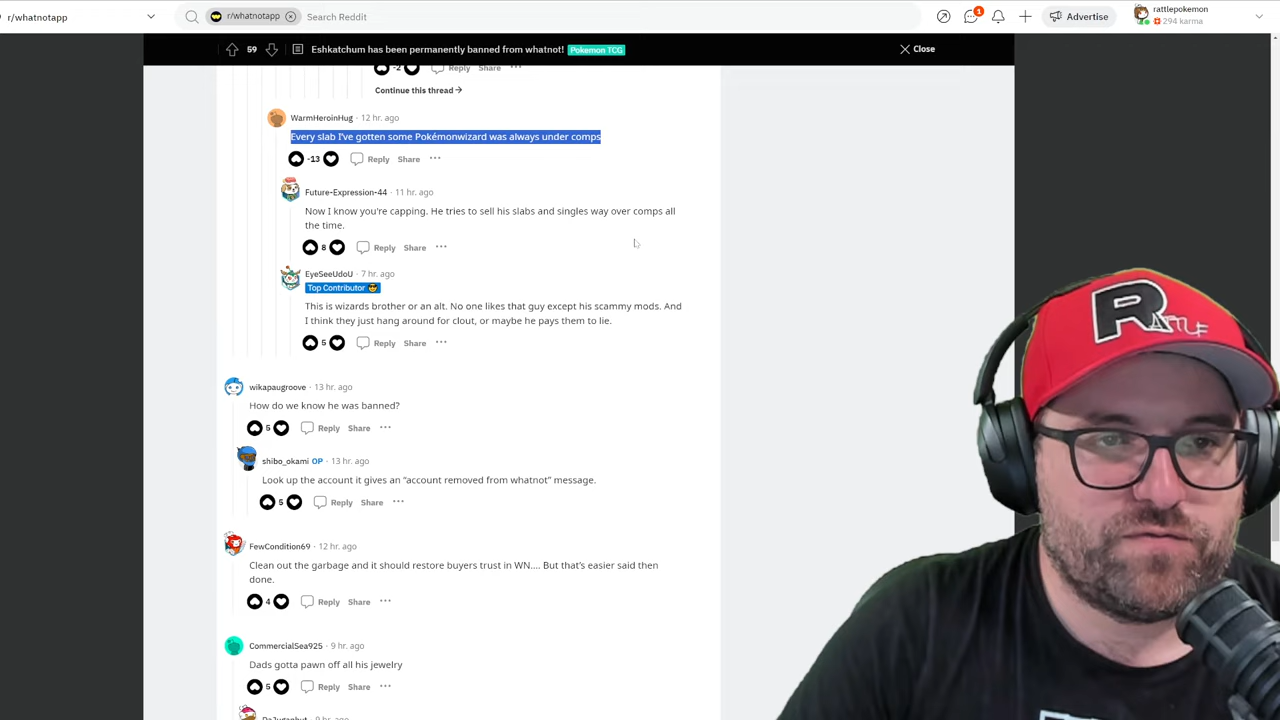 r/whatnotapp
r/whatnotapp
Search Reddit
1
Advertise
rattlepokemon
294 karma
59
Eshkatchum has been permanently banned from whatnot!
Pokemon TCG
Close
-2
Reply
Share
Continue this thread
WarmHeroinHug · 12 hr. ago
Every slab I've gotten some Pokémonwizard was always under comps
-13
Reply
Share
Future-Expression-44 · 11 hr. ago
Now I know you're capping. He tries to sell his slabs and singles way over comps all
the time.
8
Reply
Share
EyeSeeUdoU · 7 hr. ago
Top Contributor
This is wizards brother or an alt. No one likes that guy except his scammy mods. And
I think they just hang around for clout, or maybe he pays them to lie.
5
Reply
Share
wikapaugroove · 13 hr. ago
How do we know he was banned?
5
Reply
Share
shibo_okami OP · 13 hr. ago
Look up the account it gives an “account removed from whatnot” message.
5
Reply
Share
FewCondition69 · 12 hr. ago
Clean out the garbage and it should restore buyers trust in WN.... But that's easier said then
done.
4
Reply
Share
CommercialSea925 · 9 hr. ago
Dads gotta pawn off all his jewelry
5
Reply
Share
9 hr. ago
RATTLE